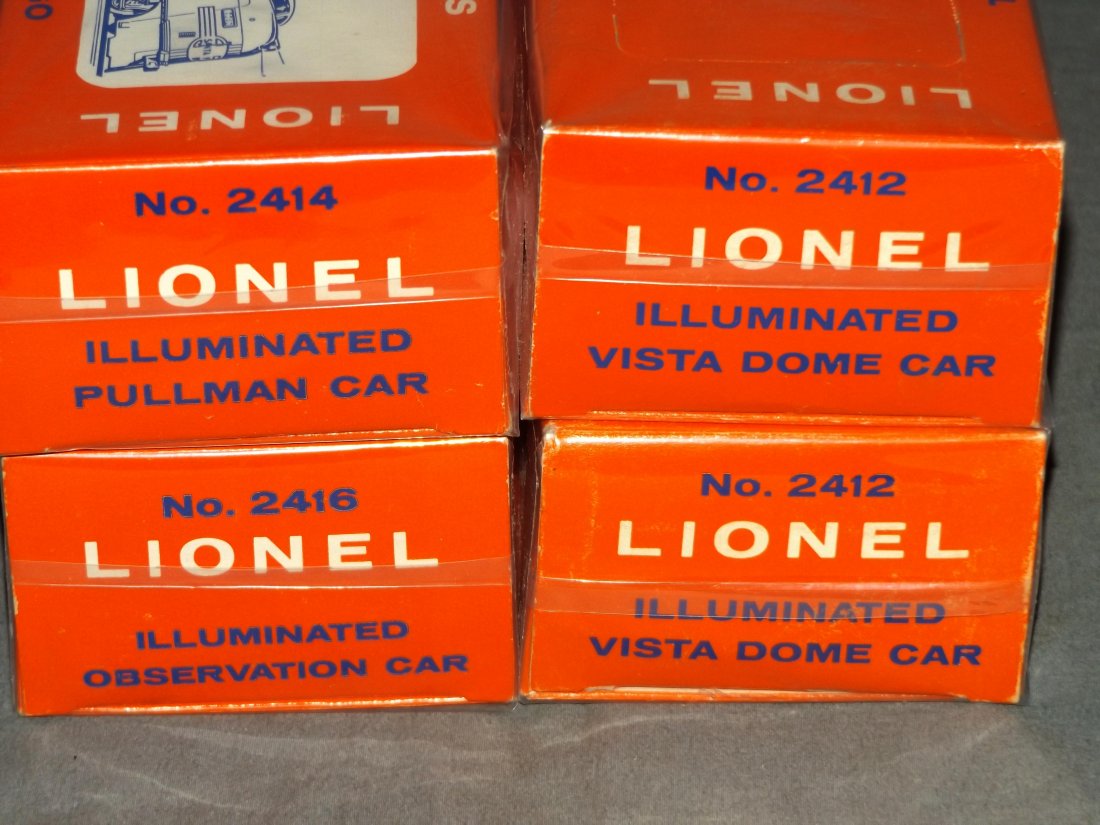 LIONEL
No. 2414
LIONEL
ILLUMINATED
PULLMAN CAR
LIONEL
No. 2412
LIONEL
ILLUMINATED
VISTA DOME CAR
No. 2416
LIONEL
ILLUMINATED
OBSERVATION CAR
No. 2412
LIONEL
ILLUMINATED
VISTA DOME CAR